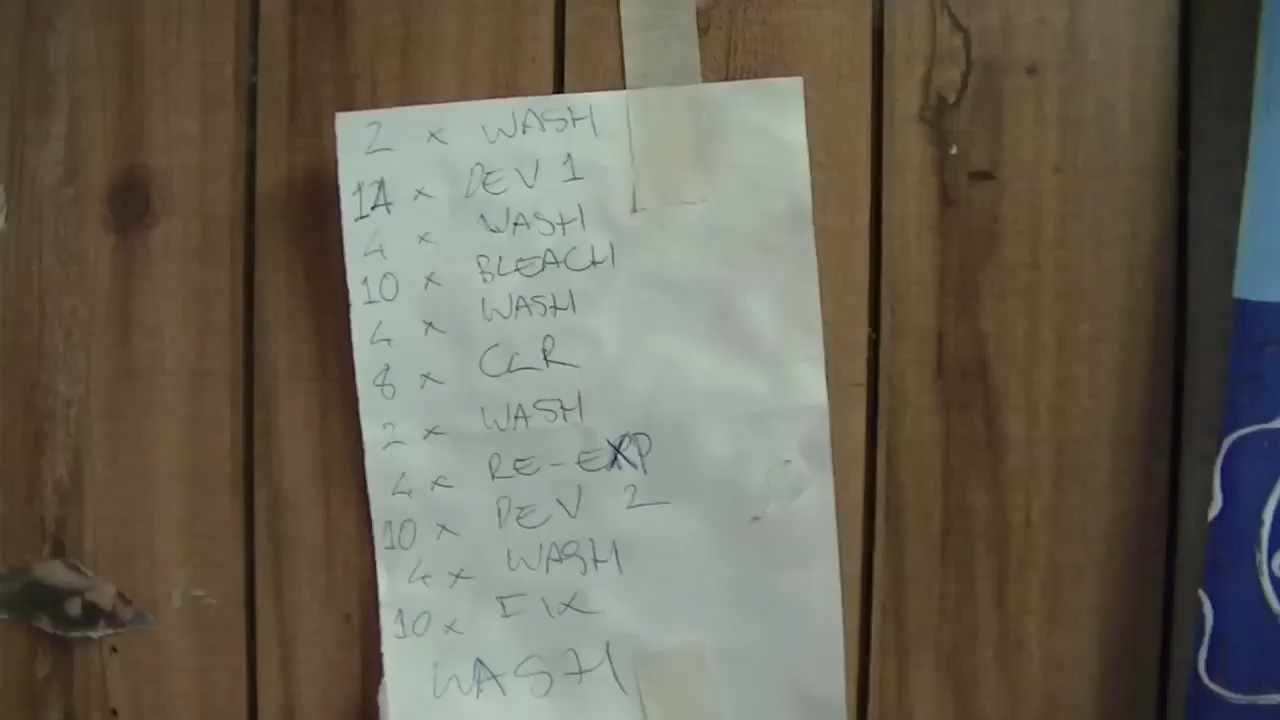 2 x WASH
14 x DEV 1
4 x WASH
10 x BLEACH
4 x WASH
8 x CLR
2 x WASH
4 x RE-EXP
10 x DEV 2
4 x WASH
10 x FIX
WASH